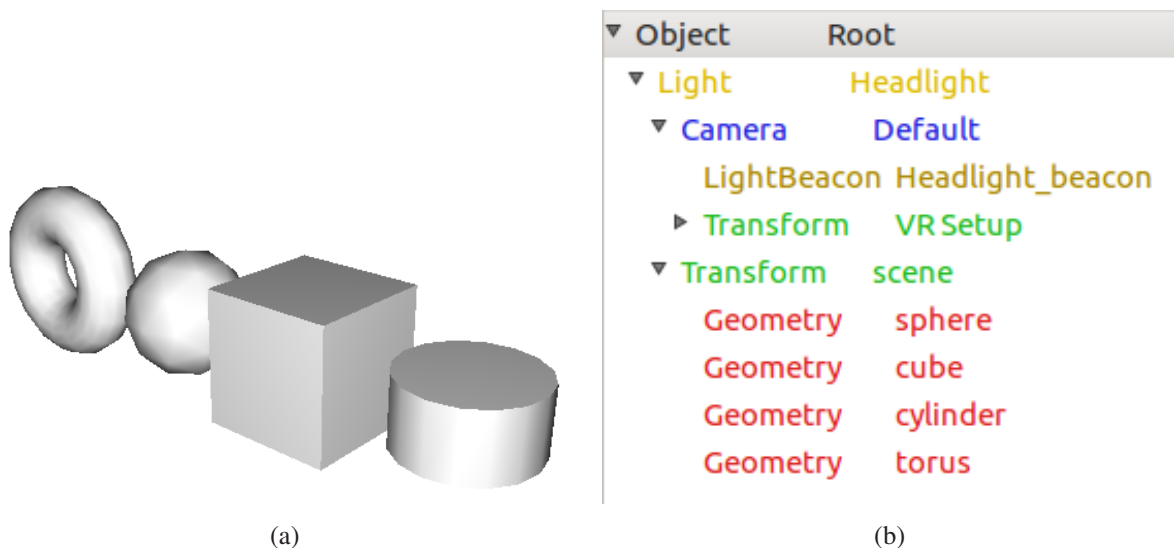 Object Root
Light Headlight
Camera Default
LightBeacon Headlight_beacon
Transform VR Setup
Transform scene
Geometry sphere
Geometry cube
Geometry cylinder
Geometry torus
(a) (b)